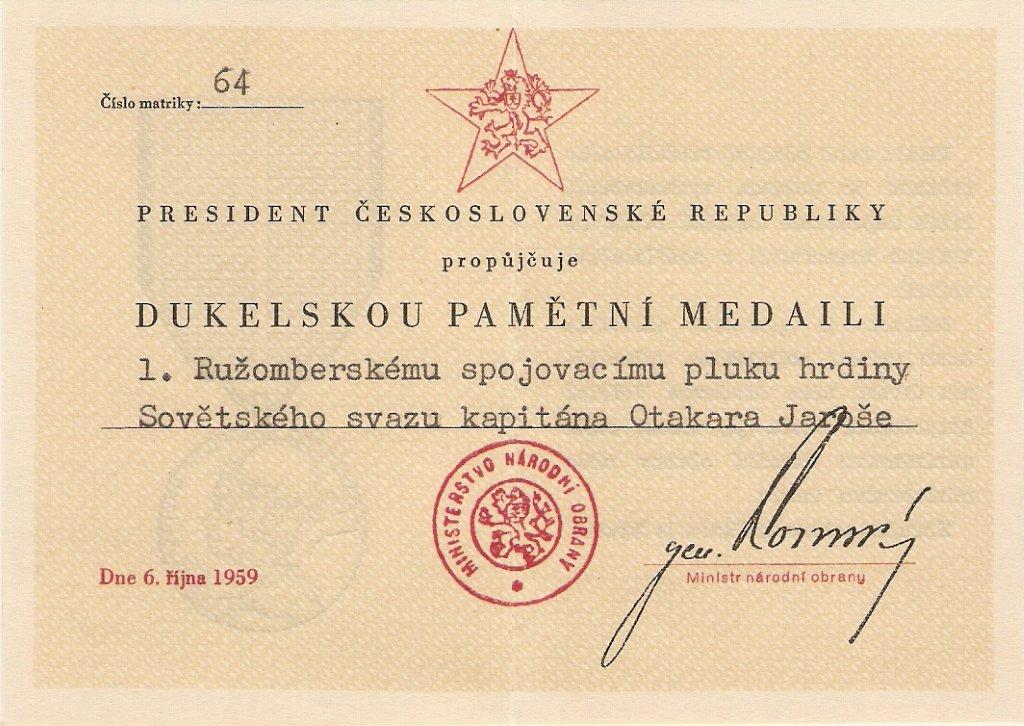 Číslo matriky: 64
PRESIDENT ČESKOSLOVENSKÉ REPUBLIKY
propůjčuje
DUKELSKOU PAMĚTNÍ MEDAILI
1. Ružomberskému spojovacímu pluku hrdiny
Sovětského svazu kapitána Otakara Jaroše
MINISTERSTVO NÁRODNÍ OBRANY
gen.
Dne 6. října 1959
Ministr národní obrany